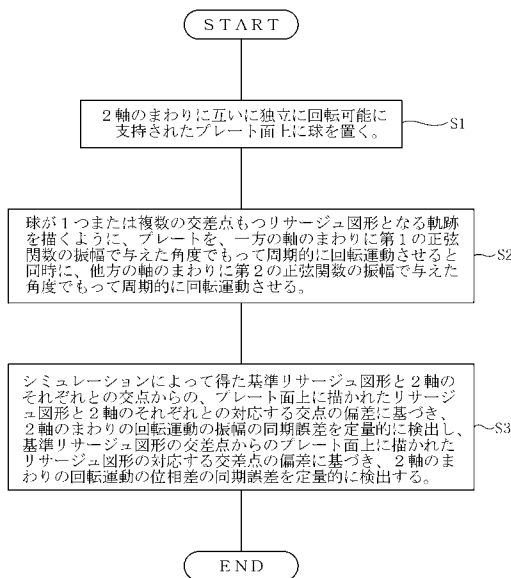 START
2軸のまわりに互いに独立に回転可能に
支持されたプレート面上に球を置く。
S1
球が1つまたは複数の交差点もつリサージュ図形となる軌跡
を描くように、プレートを、一方の軸のまわりに第1の正弦
関数の振幅で与えた角度でもって周期的に回転運動させると
同時に、他方の軸のまわりに第2の正弦関数の振幅で与えた
角度でもって周期的に回転運動させる。
S2
シミュレーションによって得た基準リサージュ図形と2軸の
それぞれとの交点からの、プレート面上に描かれたリサージ
ュ図形と2軸のそれぞれとの対応する交点の偏差に基づき、
2軸のまわりの回転運動の振幅の同期誤差を定量的に検出し、
基準リサージュ図形の交差点からのプレート面上に描かれた
リサージュ図形の対応する交差点の偏差に基づき、2軸のま
わりの回転運動の位相差の同期誤差を定量的に検出する。
S3
END